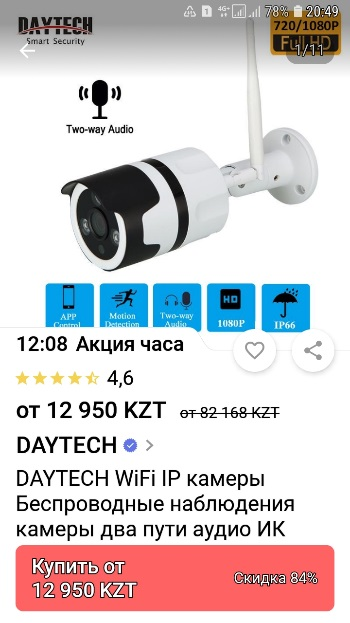 78% 20:49
DAYTECH
Smart Security
720/1080P
Full HD
1/11
Two-way Audio
APP Control
Motion Detection
Two-way Audio
HD 1080P
IP66
12:08 Акция часа
4,6
от 12 950 KZT от 82 168 KZT
DAYTECH
DAYTECH WiFi IP камеры
Беспроводные наблюдения
камеры два пути аудио ИК
Купить от
12 950 KZT
Скидка 84%